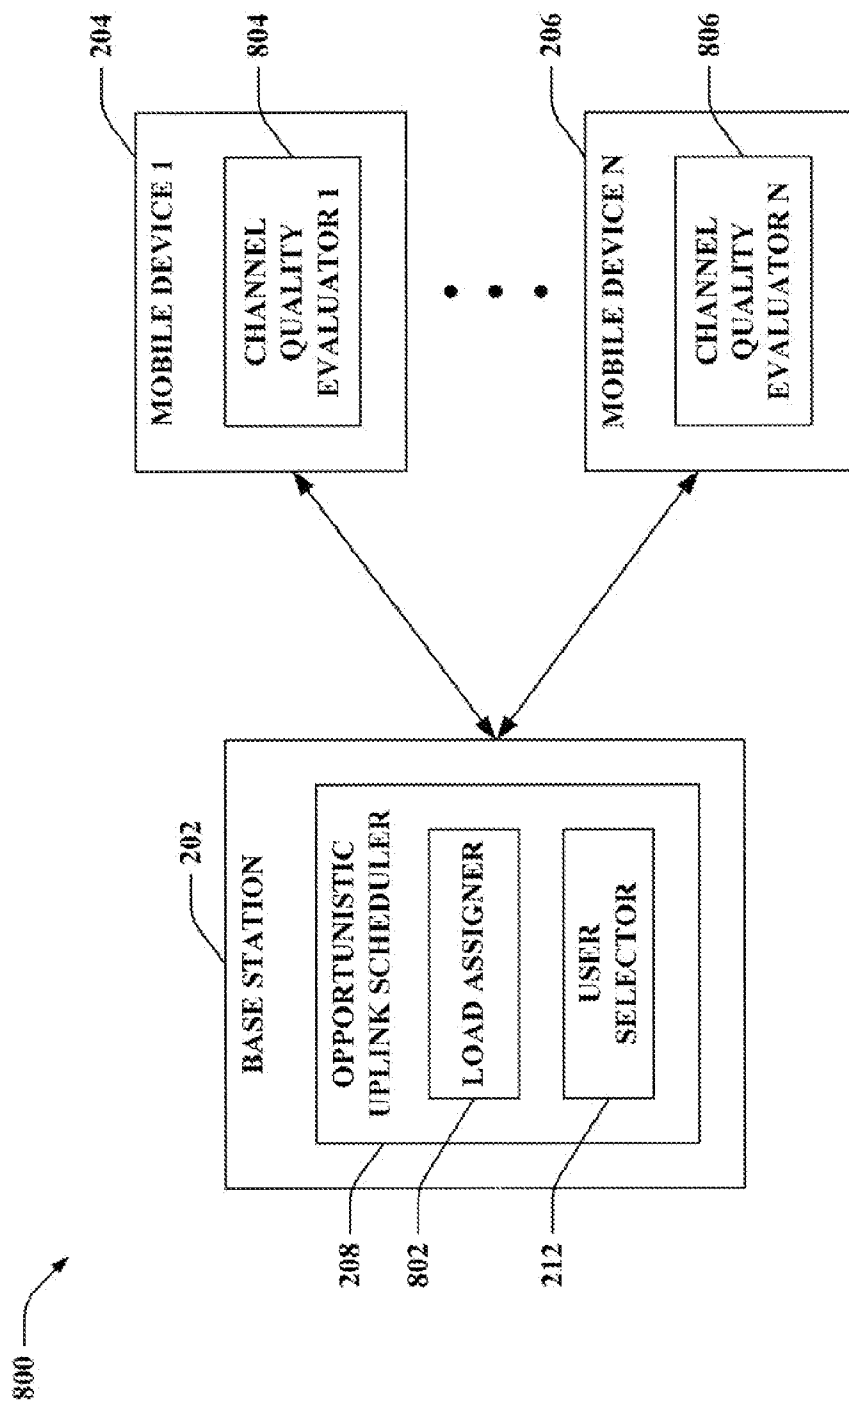 800
202
BASE STATION
208
OPPORTUNISTIC
UPLINK SCHEDULER
802
LOAD ASSIGNER
212
USER
SELECTOR
204
MOBILE DEVICE 1
804
CHANNEL
QUALITY
EVALUATOR 1
206
MOBILE DEVICE N
806
CHANNEL
QUALITY
EVALUATOR N